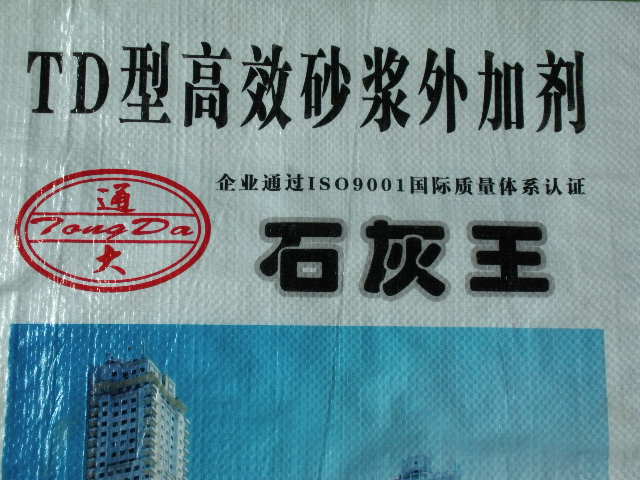 TD型高效砂浆外加剂
企业通过ISO9001国际质量体系认证
通
TongDa
大
石灰王